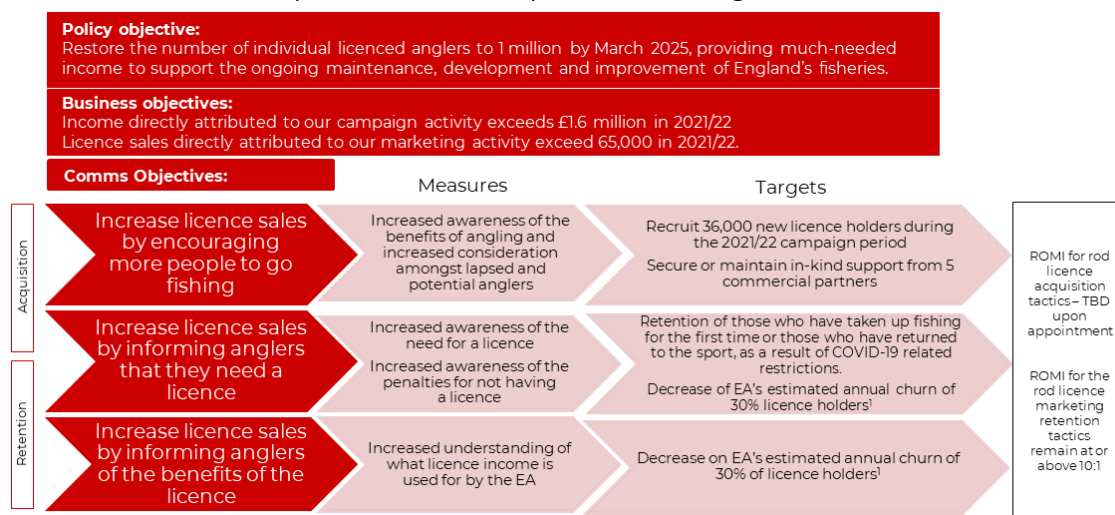 Policy objective:
Restore the number of individual licenced anglers to 1 million by March 2025, providing much-needed
income to support the ongoing maintenance, development and improvement of England's fisheries.
Business objectives:
Income directly attributed to our campaign activity exceeds £1.6 million in 2021/22
Licence sales directly attributed to our marketing activity exceed 65,000 in 2021/22.
Comms Objectives:
Measures
Targets
Acquisition
Increase licence sales
by encouraging
more people to go
fishing
Increased awareness of the
benefits of angling and
increased consideration
amongst lapsed and
potential anglers
Recruit 36,000 new licence holders during
the 2021/22 campaign period
Secure or maintain in-kind support from 5
commercial partners
Increase licence sales
by informing anglers
that they need a
licence
Increased awareness of the
need for a licence
Increased awareness of the
penalties for not having
a licence
Retention of those who have taken up fishing
for the first time or those who have returned
to the sport, as a result of COVID-19 related
restrictions.
Decrease of EA's estimated annual churn of
30% licence holders¹
Retention
Increase licence sales
by informing anglers
of the benefits of the
licence
Increased understanding of
what licence income is
used for by the EA
Decrease on EA's estimated annual churn of
30% of licence holders¹
ROMI for rod
licence
acquisition
tactics – TBD
upon
appointment
ROMI for the
rod licence
marketing
retention
tactics
remain at or
above 10:1